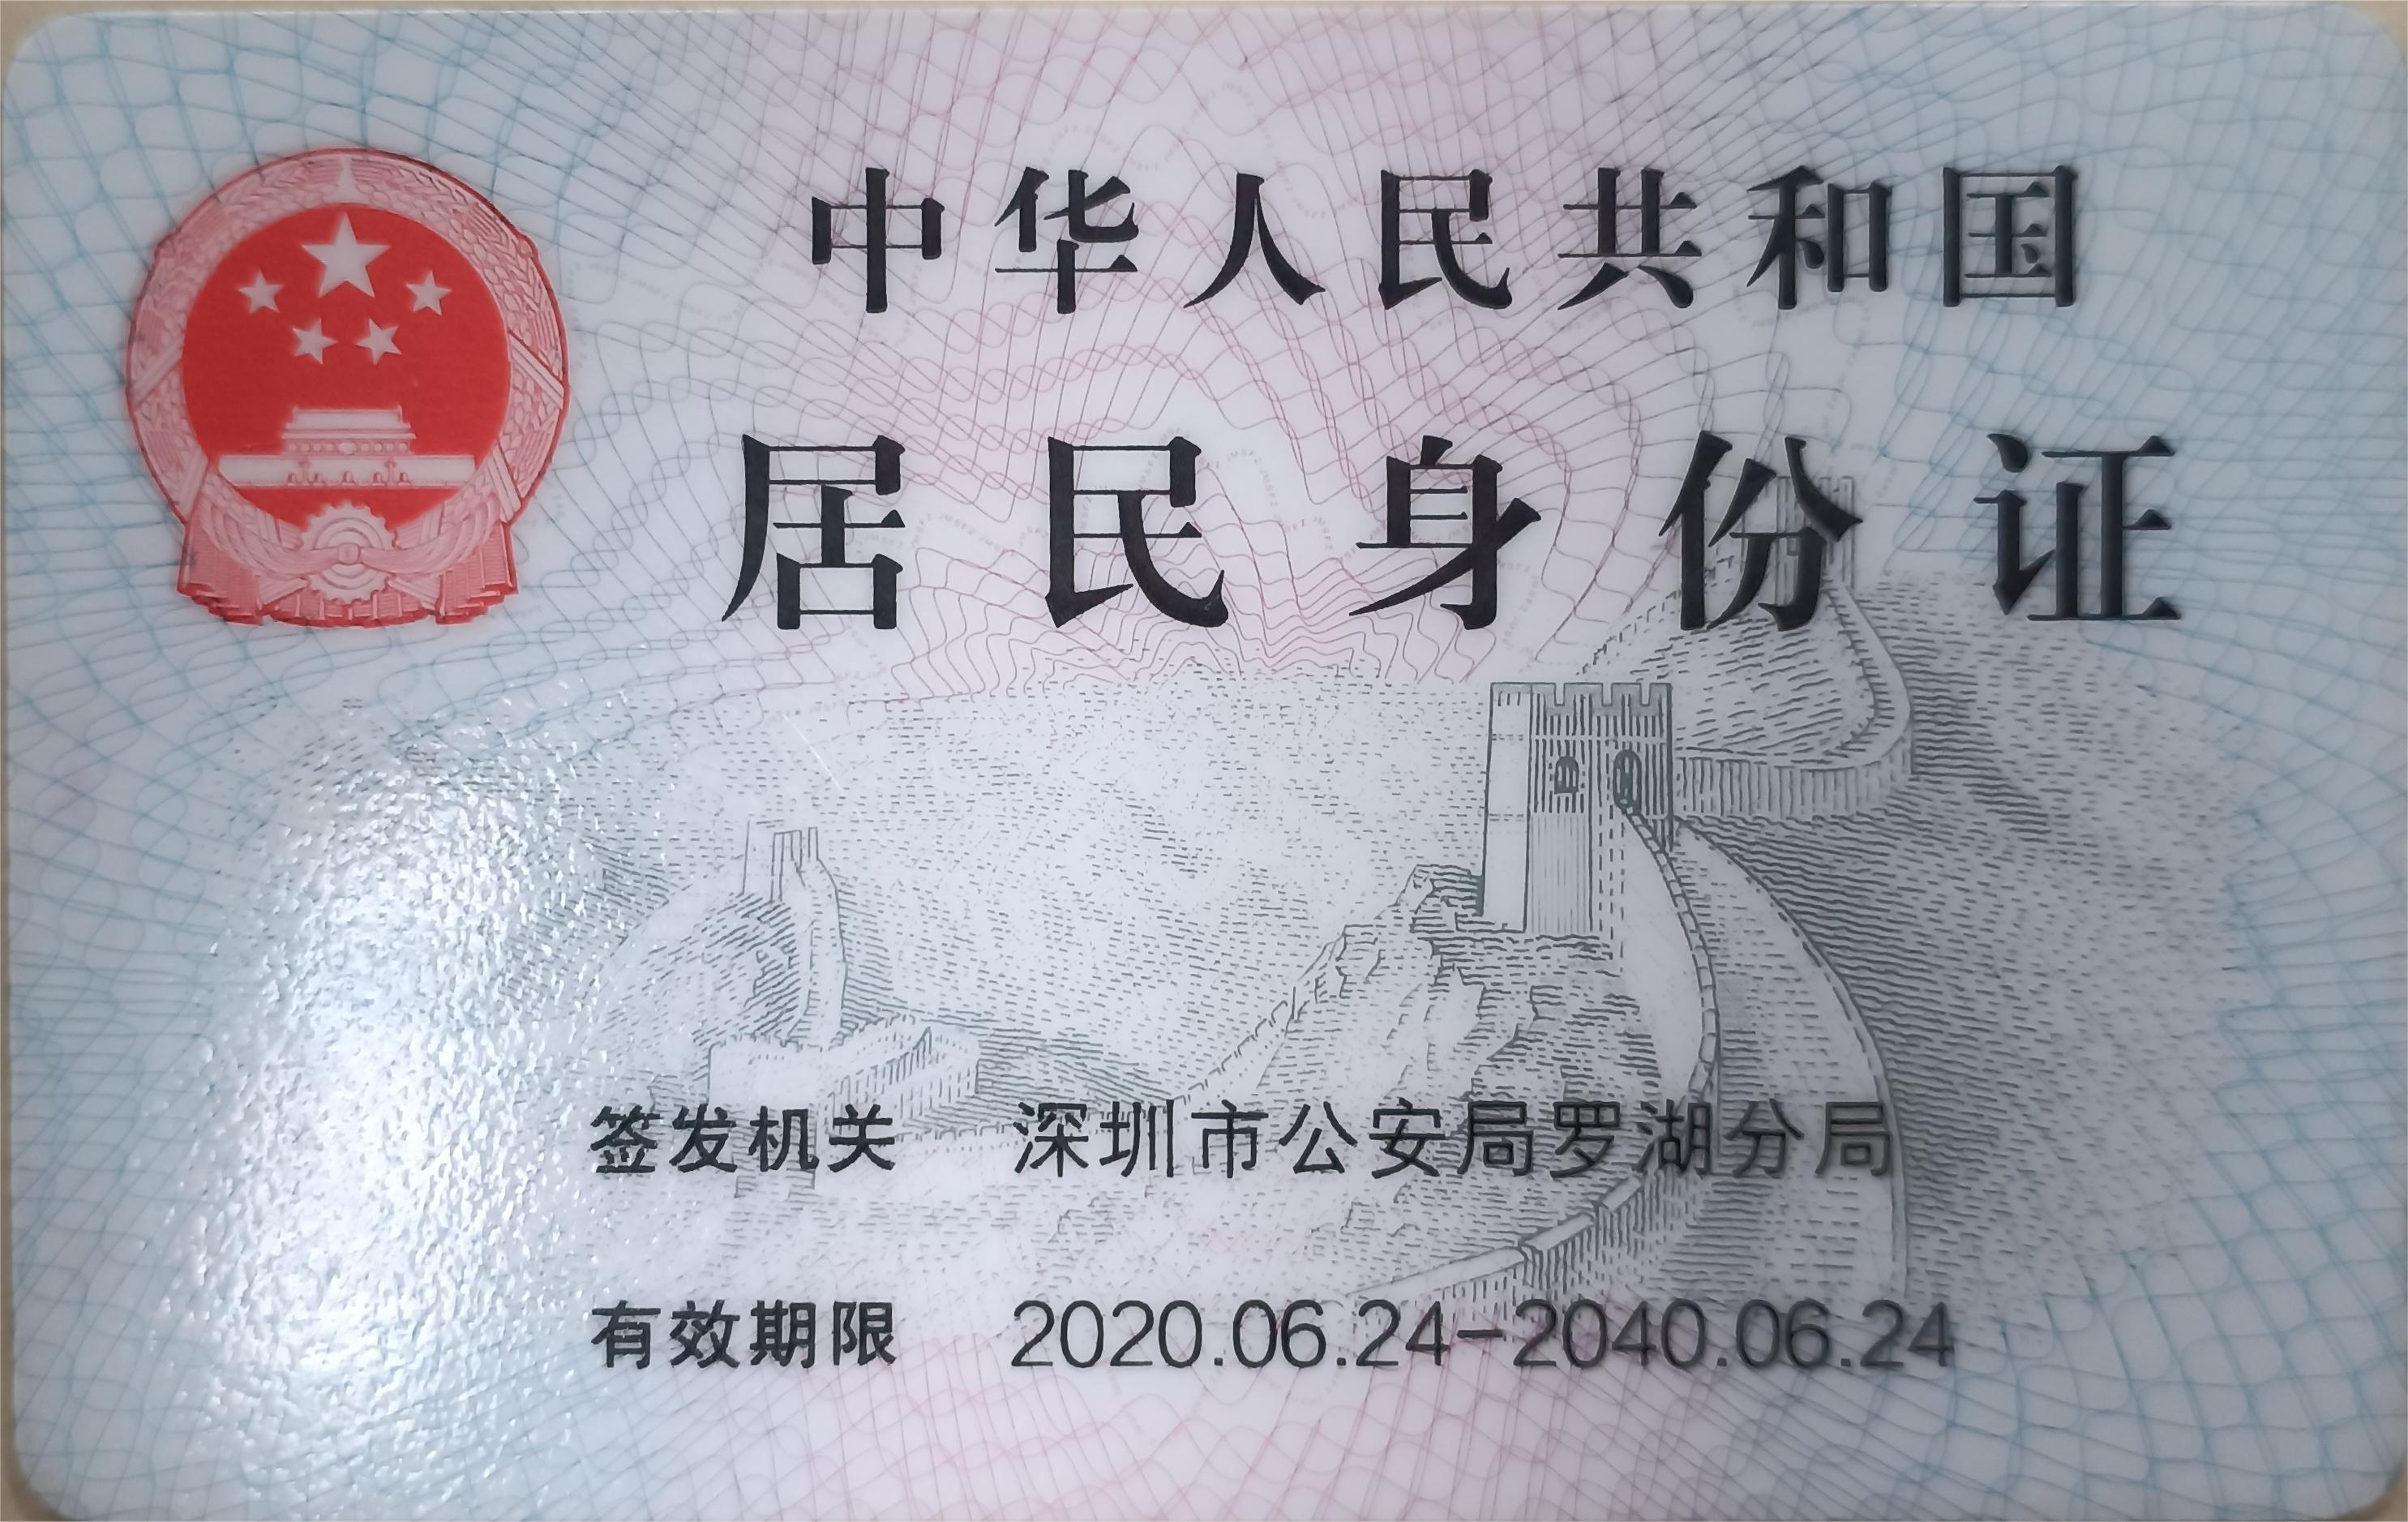 中华人民共和国
居民身份证
签发机关 深圳市公安局罗湖分局
有效期限 2020.06.24-2040.06.24